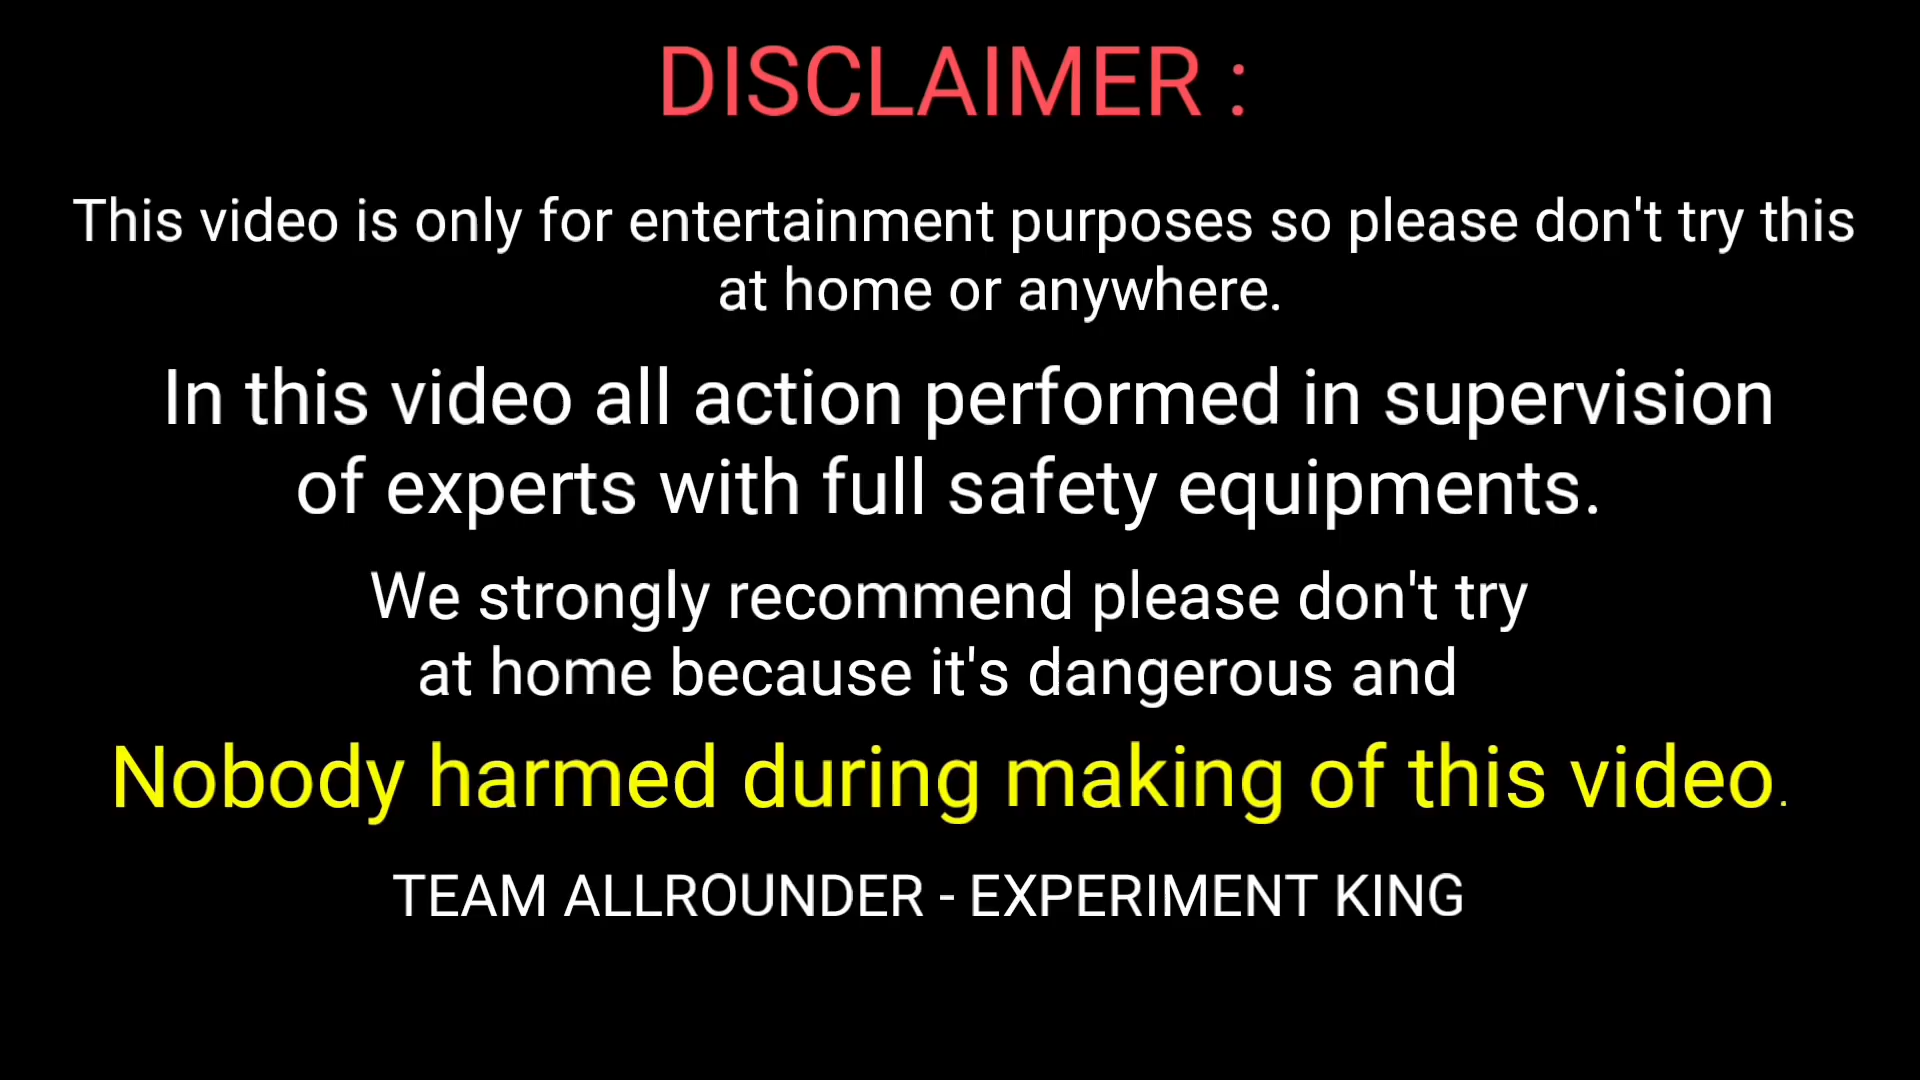 DISCLAIMER :
This video is only for entertainment purposes so please don't try this
at home or anywhere.
In this video all action performed in supervision
of experts with full safety equipments.
We strongly recommend please don't try
at home because it's dangerous and
Nobody harmed during making of this video.
TEAM ALLROUNDER - EXPERIMENT KING